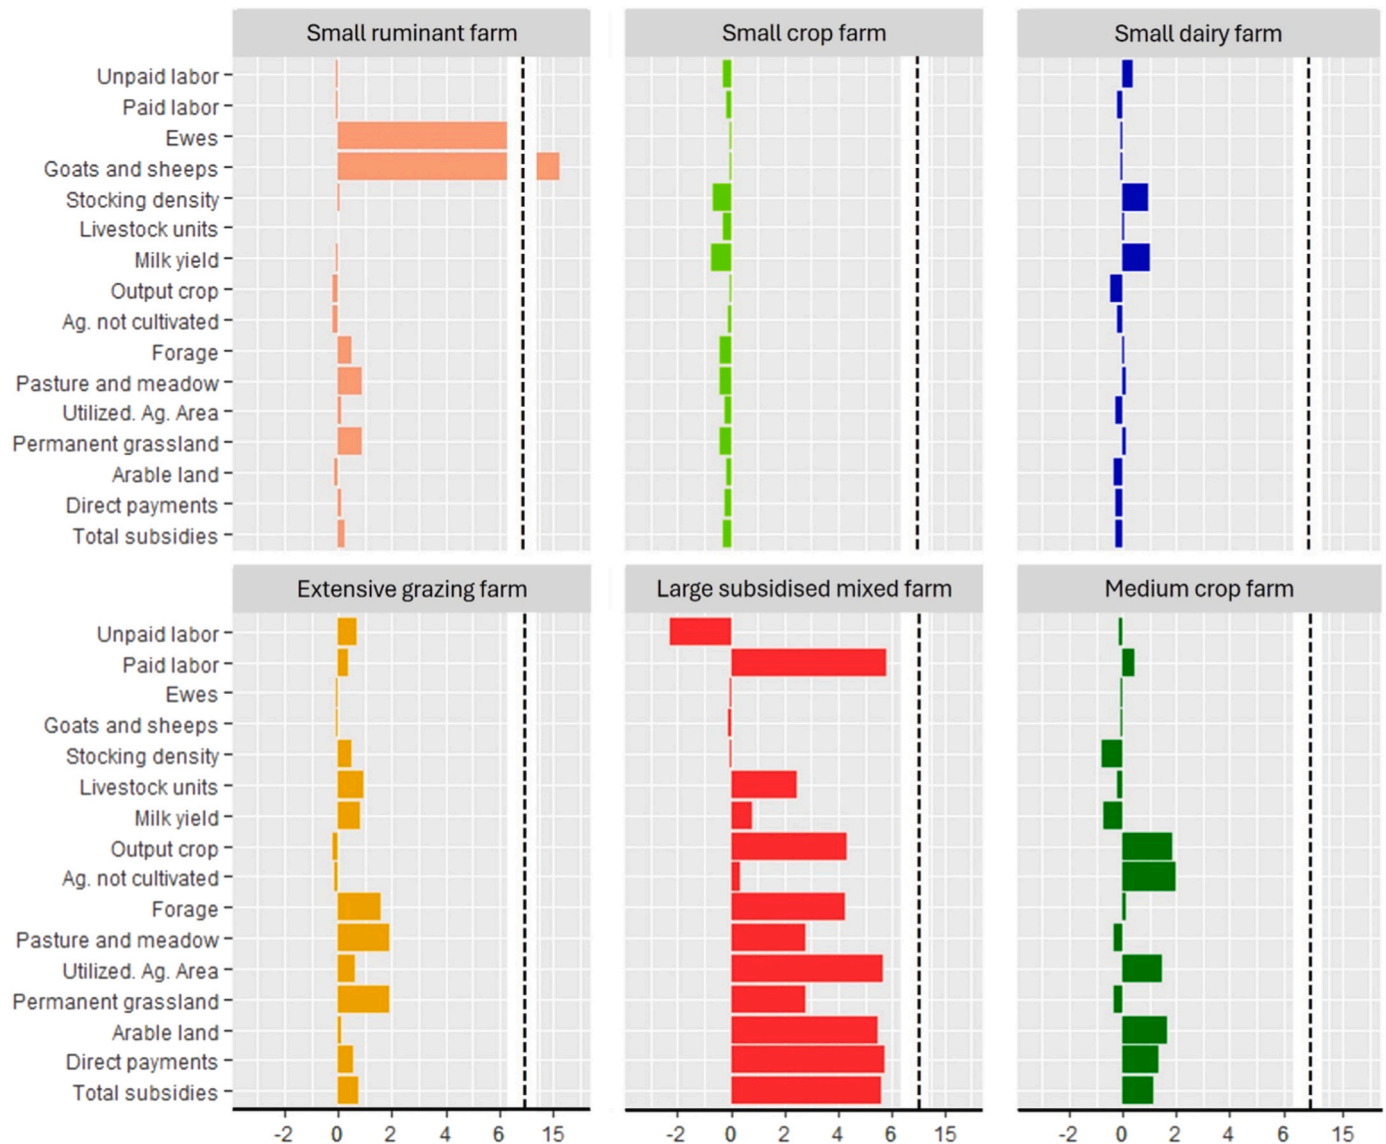 Small ruminant farm Small crop farm Small dairy farm
Unpaid labor
Paid labor
Ewes
Goats and sheeps
Stocking density
Livestock units
Milk yield
Output crop
Ag. not cultivated
Forage
Pasture and meadow
Utilized. Ag. Area
Permanent grassland
Arable land
Direct payments
Total subsidies
Extensive grazing farm Large subsidised mixed farm Medium crop farm
Unpaid labor
Paid labor
Ewes
Goats and sheeps
Stocking density
Livestock units
Milk yield
Output crop
Ag. not cultivated
Forage
Pasture and meadow
Utilized. Ag. Area
Permanent grassland
Arable land
Direct payments
Total subsidies
-2 0 2 4 6 15 -2 0 2 4 6 15 -2 0 2 4 6 15